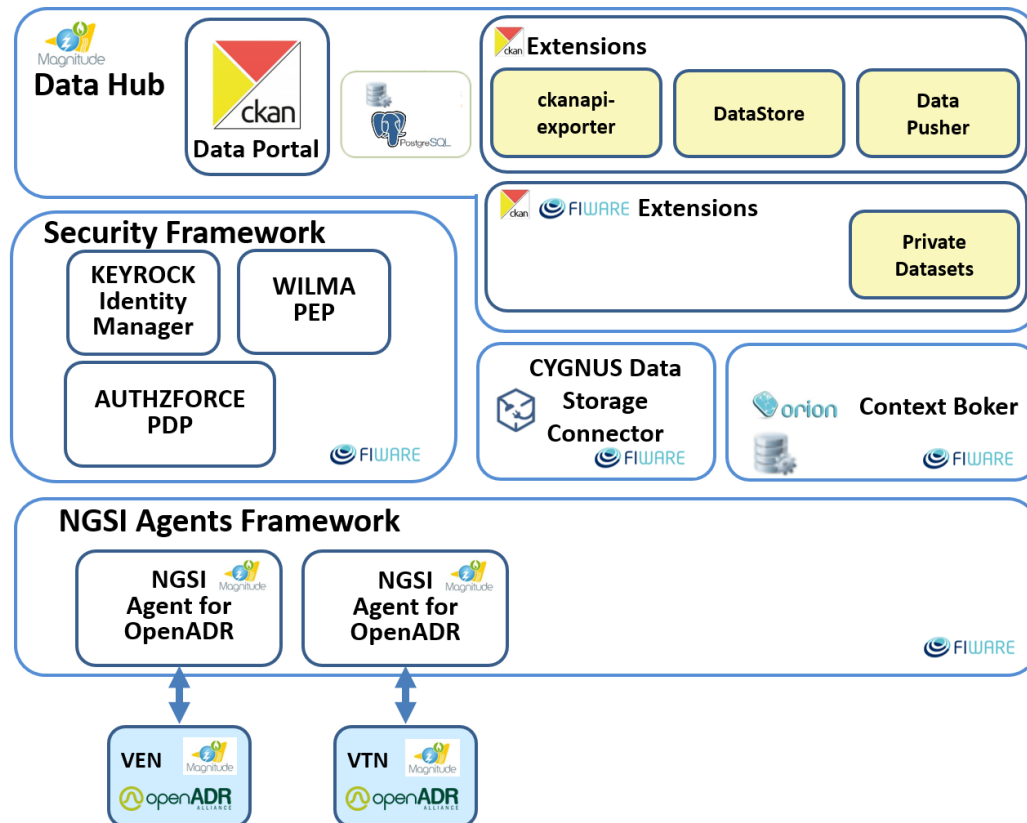 Magnitude
Data Hub
ckan
Data Portal
PostgreSQL
ckan
Extensions
ckanapi-
exporter
DataStore
Data
Pusher
ckan
FIWARE
Extensions
Private
Datasets
Security Framework
KEYROCK
Identity
Manager
WILMA
PEP
AUTHZFORCE
PDP
FIWARE
CYGNUS Data
Storage
Connector
FIWARE
orion
Context Boker
FIWARE
NGSI Agents Framework
NGSI
Magnitude
Agent for
OpenADR
NGSI
Magnitude
Agent for
OpenADR
FIWARE
VEN
Magnitude
openADR
ALLIANCE
VTN
Magnitude
openADR
ALLIANCE